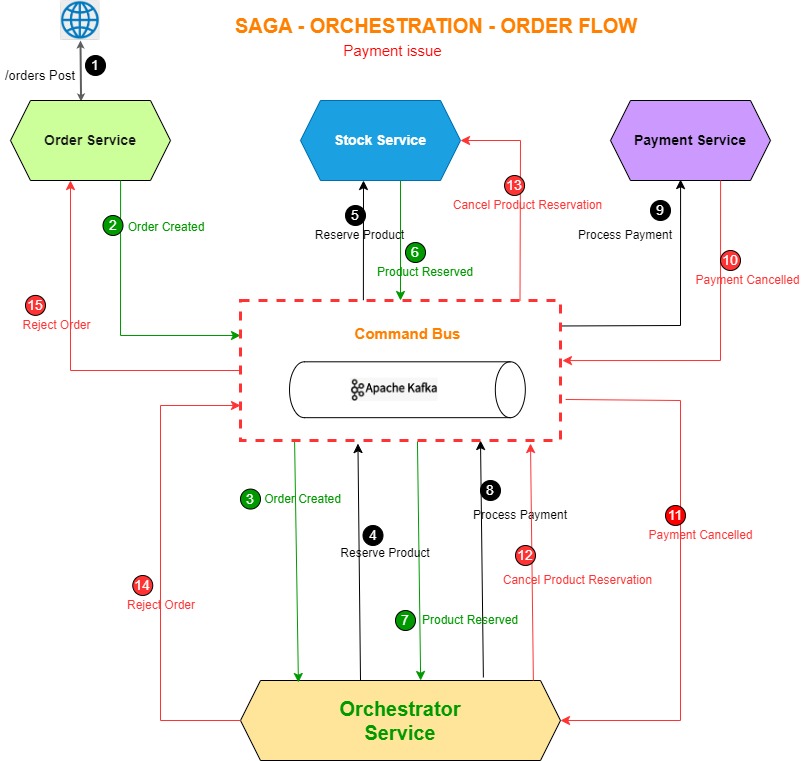 SAGA - ORCHESTRATION - ORDER FLOW
Payment issue
1
/orders Post
Order Service
Stock Service
Payment Service
13
Cancel Product Reservation
2
Order Created
5
Reserve Product
9
Process Payment
6
Product Reserved
10
Payment Cancelled
15
Reject Order
Command Bus
Apache Kafka
3
Order Created
8
Process Payment
4
Reserve Product
11
Payment Cancelled
12
Cancel Product Reservation
14
Reject Order
7
Product Reserved
Orchestrator
Service